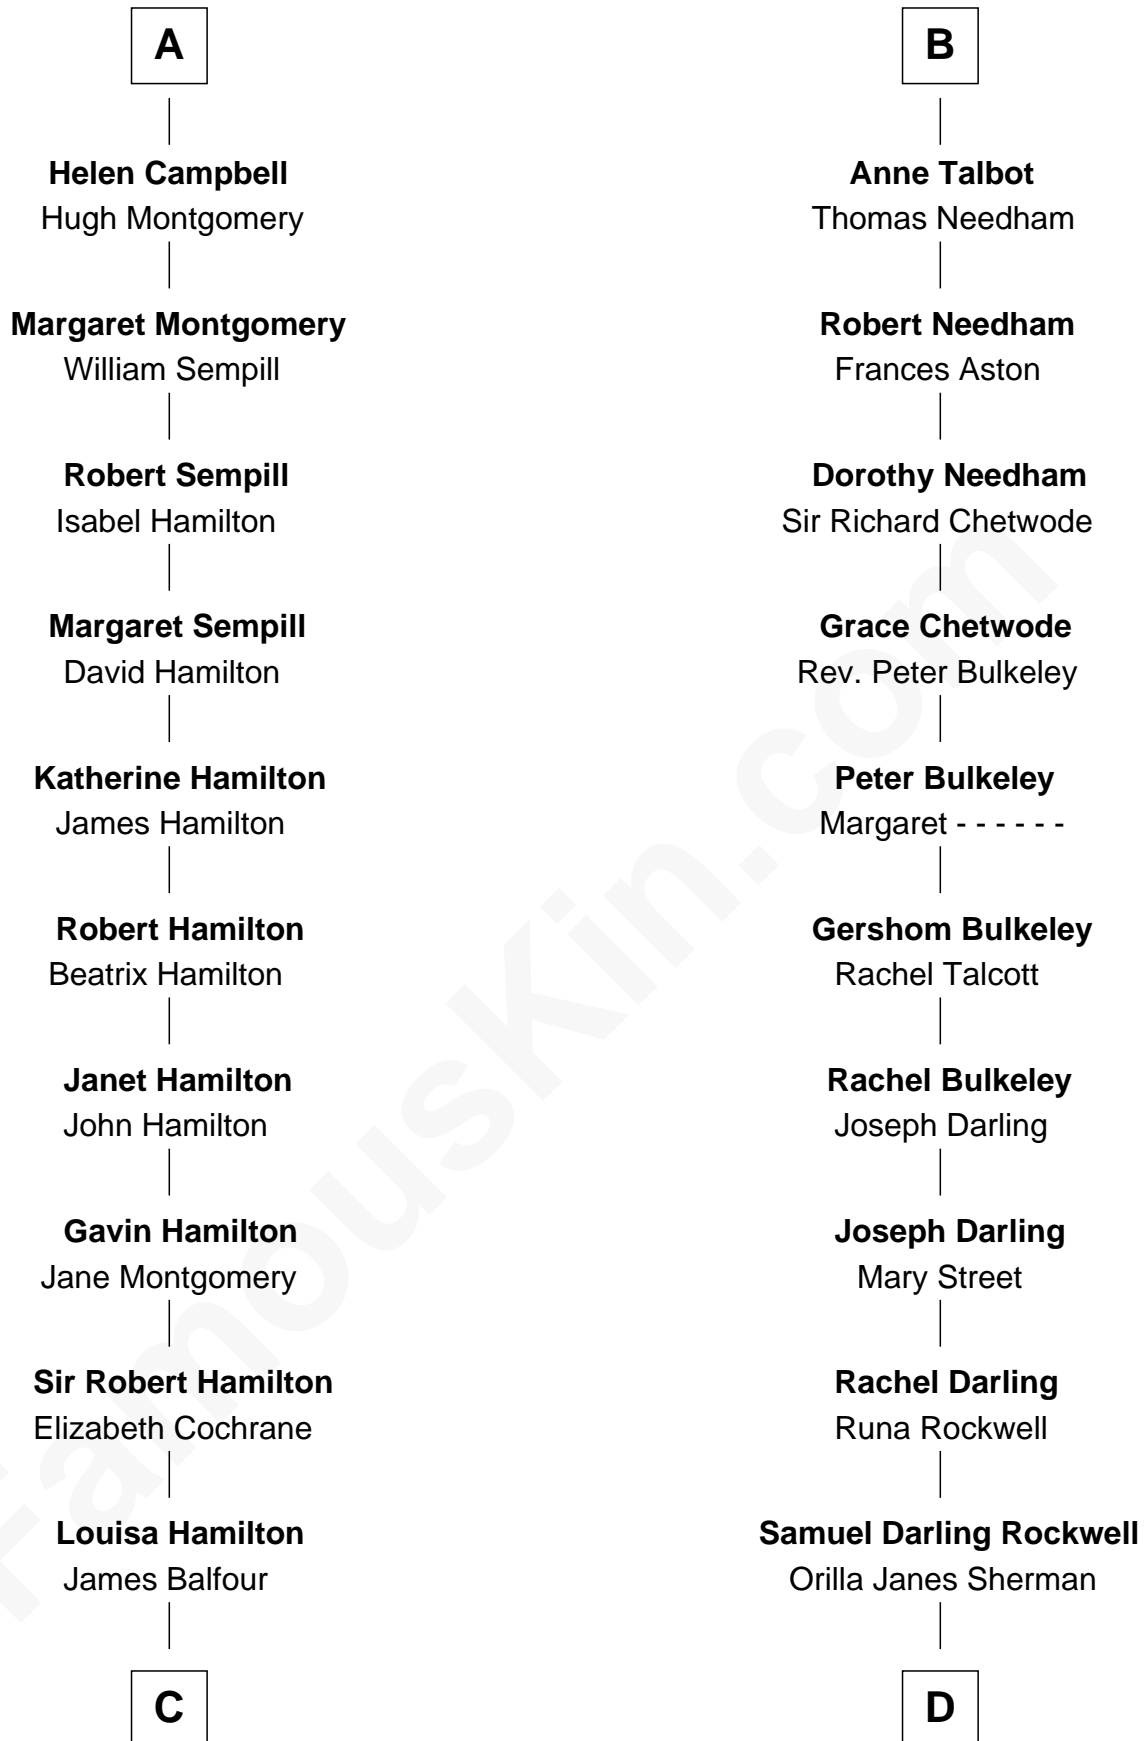 A
Helen Campbell
Hugh Montgomery
Margaret Montgomery
William Sempill
Robert Sempill
Isabel Hamilton
Margaret Sempill
David Hamilton
Katherine Hamilton
James Hamilton
Robert Hamilton
Beatrix Hamilton
Janet Hamilton
John Hamilton
Gavin Hamilton
Jane Montgomery
Sir Robert Hamilton
Elizabeth Cochrane
Louisa Hamilton
James Balfour
C
B
Anne Talbot
Thomas Needham
Robert Needham
Frances Aston
Dorothy Needham
Sir Richard Chetwode
Grace Chetwode
Rev. Peter Bulkeley
Peter Bulkeley
Margaret - - - - - -
Gershom Bulkeley
Rachel Talcott
Rachel Bulkeley
Joseph Darling
Joseph Darling
Mary Street
Rachel Darling
Runa Rockwell
Samuel Darling Rockwell
Orilla Janes Sherman
D
FamousKin.com